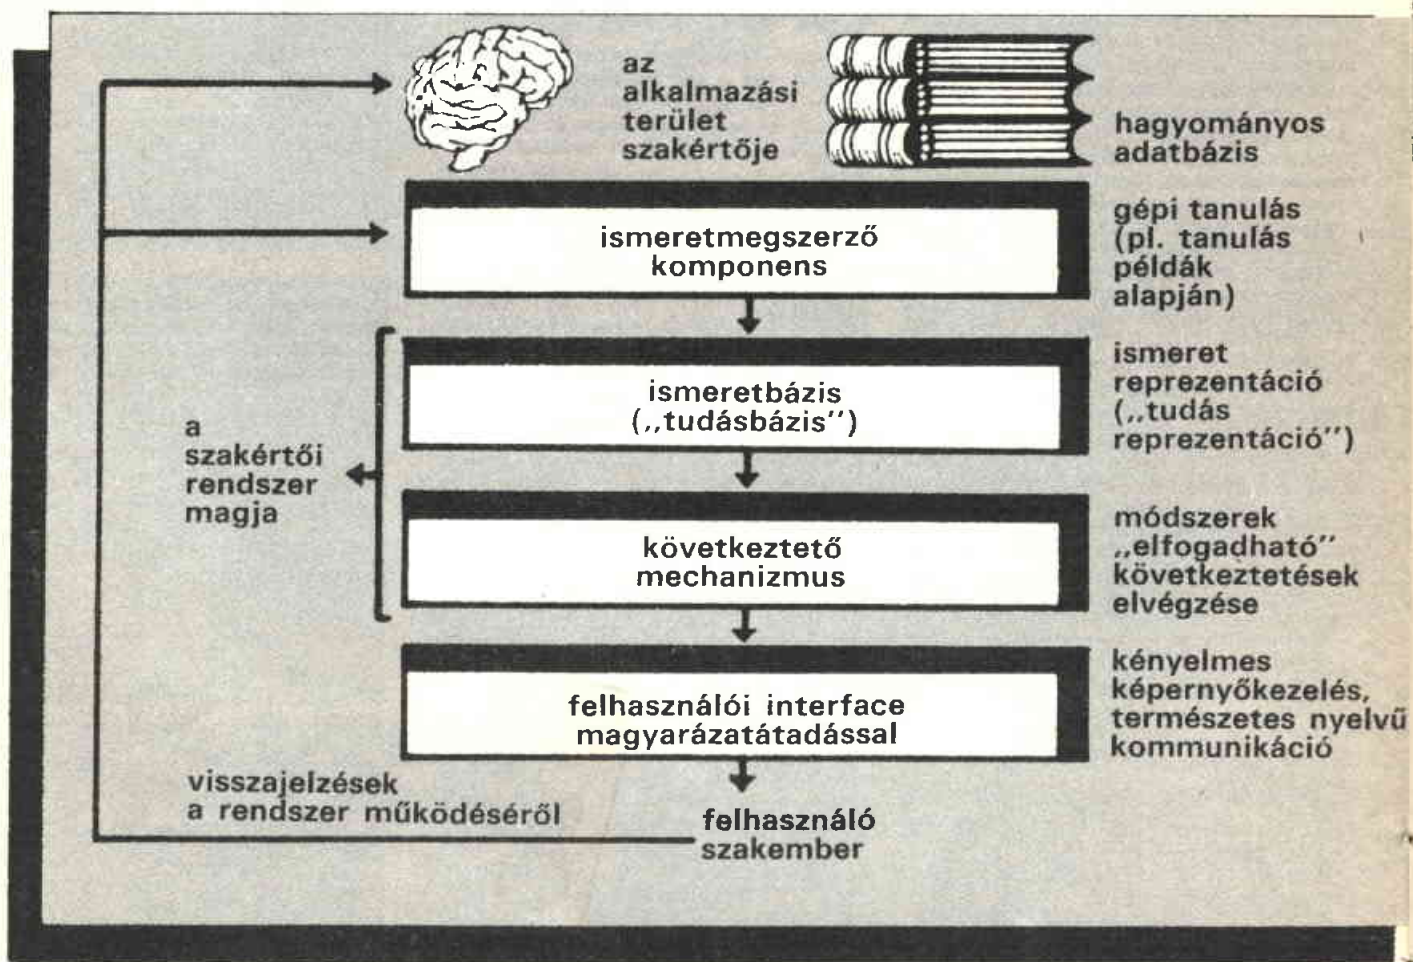 az
alkalmazási
terület
szakértője
hagyományos
adatbázis
ismeretmegszerző
komponens
gépi tanulás
(pl. tanulás
példák
alapján)
ismeretbázis
(„tudásbázis”)
ismeret
reprezentáció
(„tudás
reprezentáció”)
a
szakértői
rendszer
magja
következtető
mechanizmus
módszerek
„elfogadható”
következtetések
elvégzése
felhasználói interface
magyarázatátadással
kényelmes
képernyőkezelés,
természetes nyelvű
kommunikáció
visszajelzések
a rendszer működéséről
felhasználó
szakember